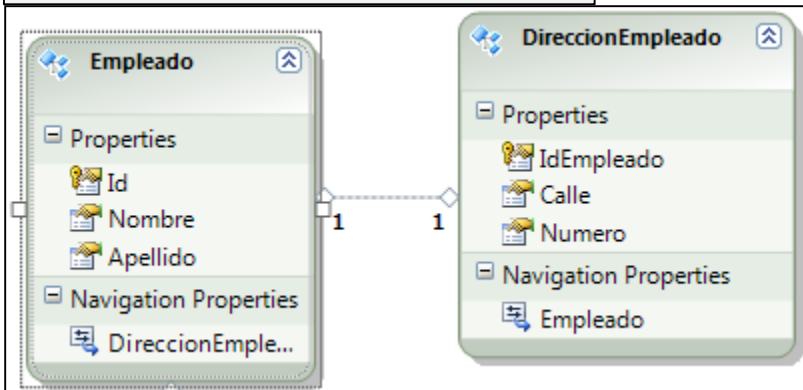 Empleado
Properties
Id
Nombre
Apellido
Navigation Properties
DireccionEmple...
1
1
DireccionEmpleado
Properties
IdEmpleado
Calle
Numero
Navigation Properties
Empleado